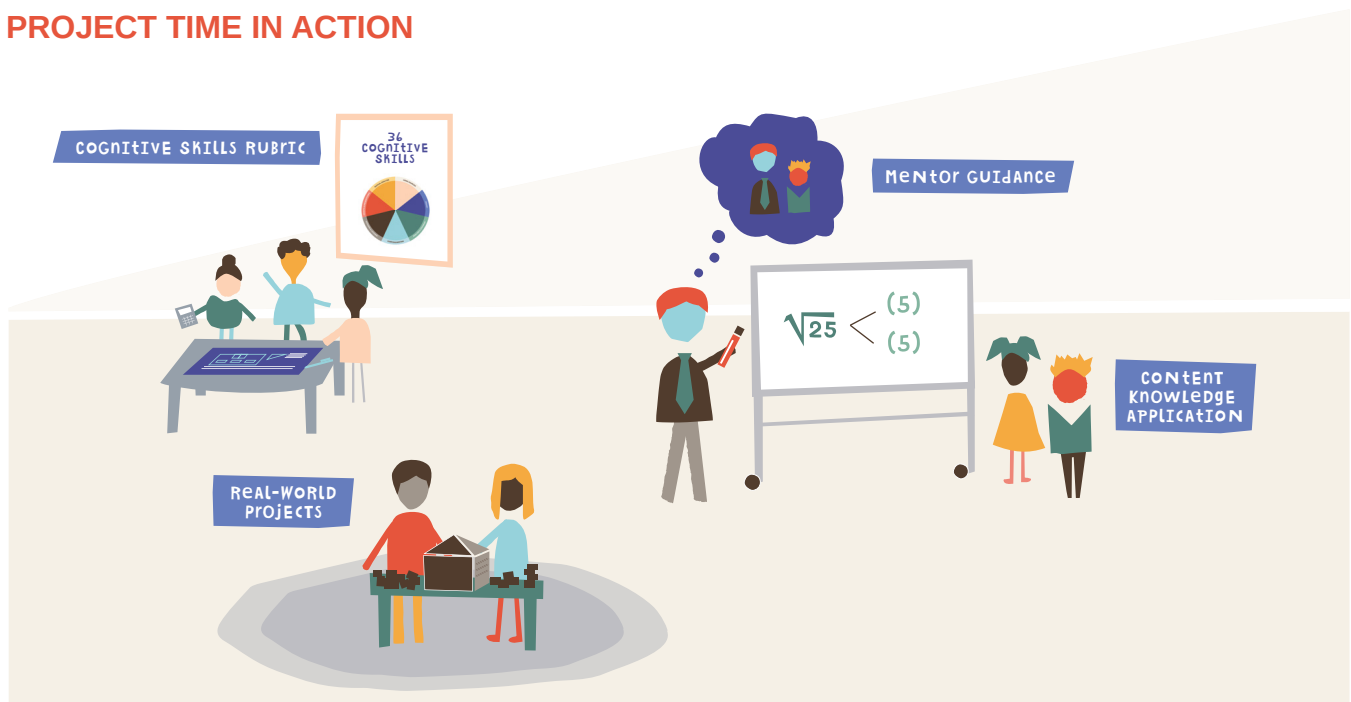 PROJECT TIME IN ACTION
COGNITIVE SKILLS RUBRIC
36
COGNITIVE
SKILLS
MENTOR GUIDANCE
√25
(5)
(5)
CONTENT
KNOWLEDGE
APPLICATION
REAL-WORLD
PROJECTS